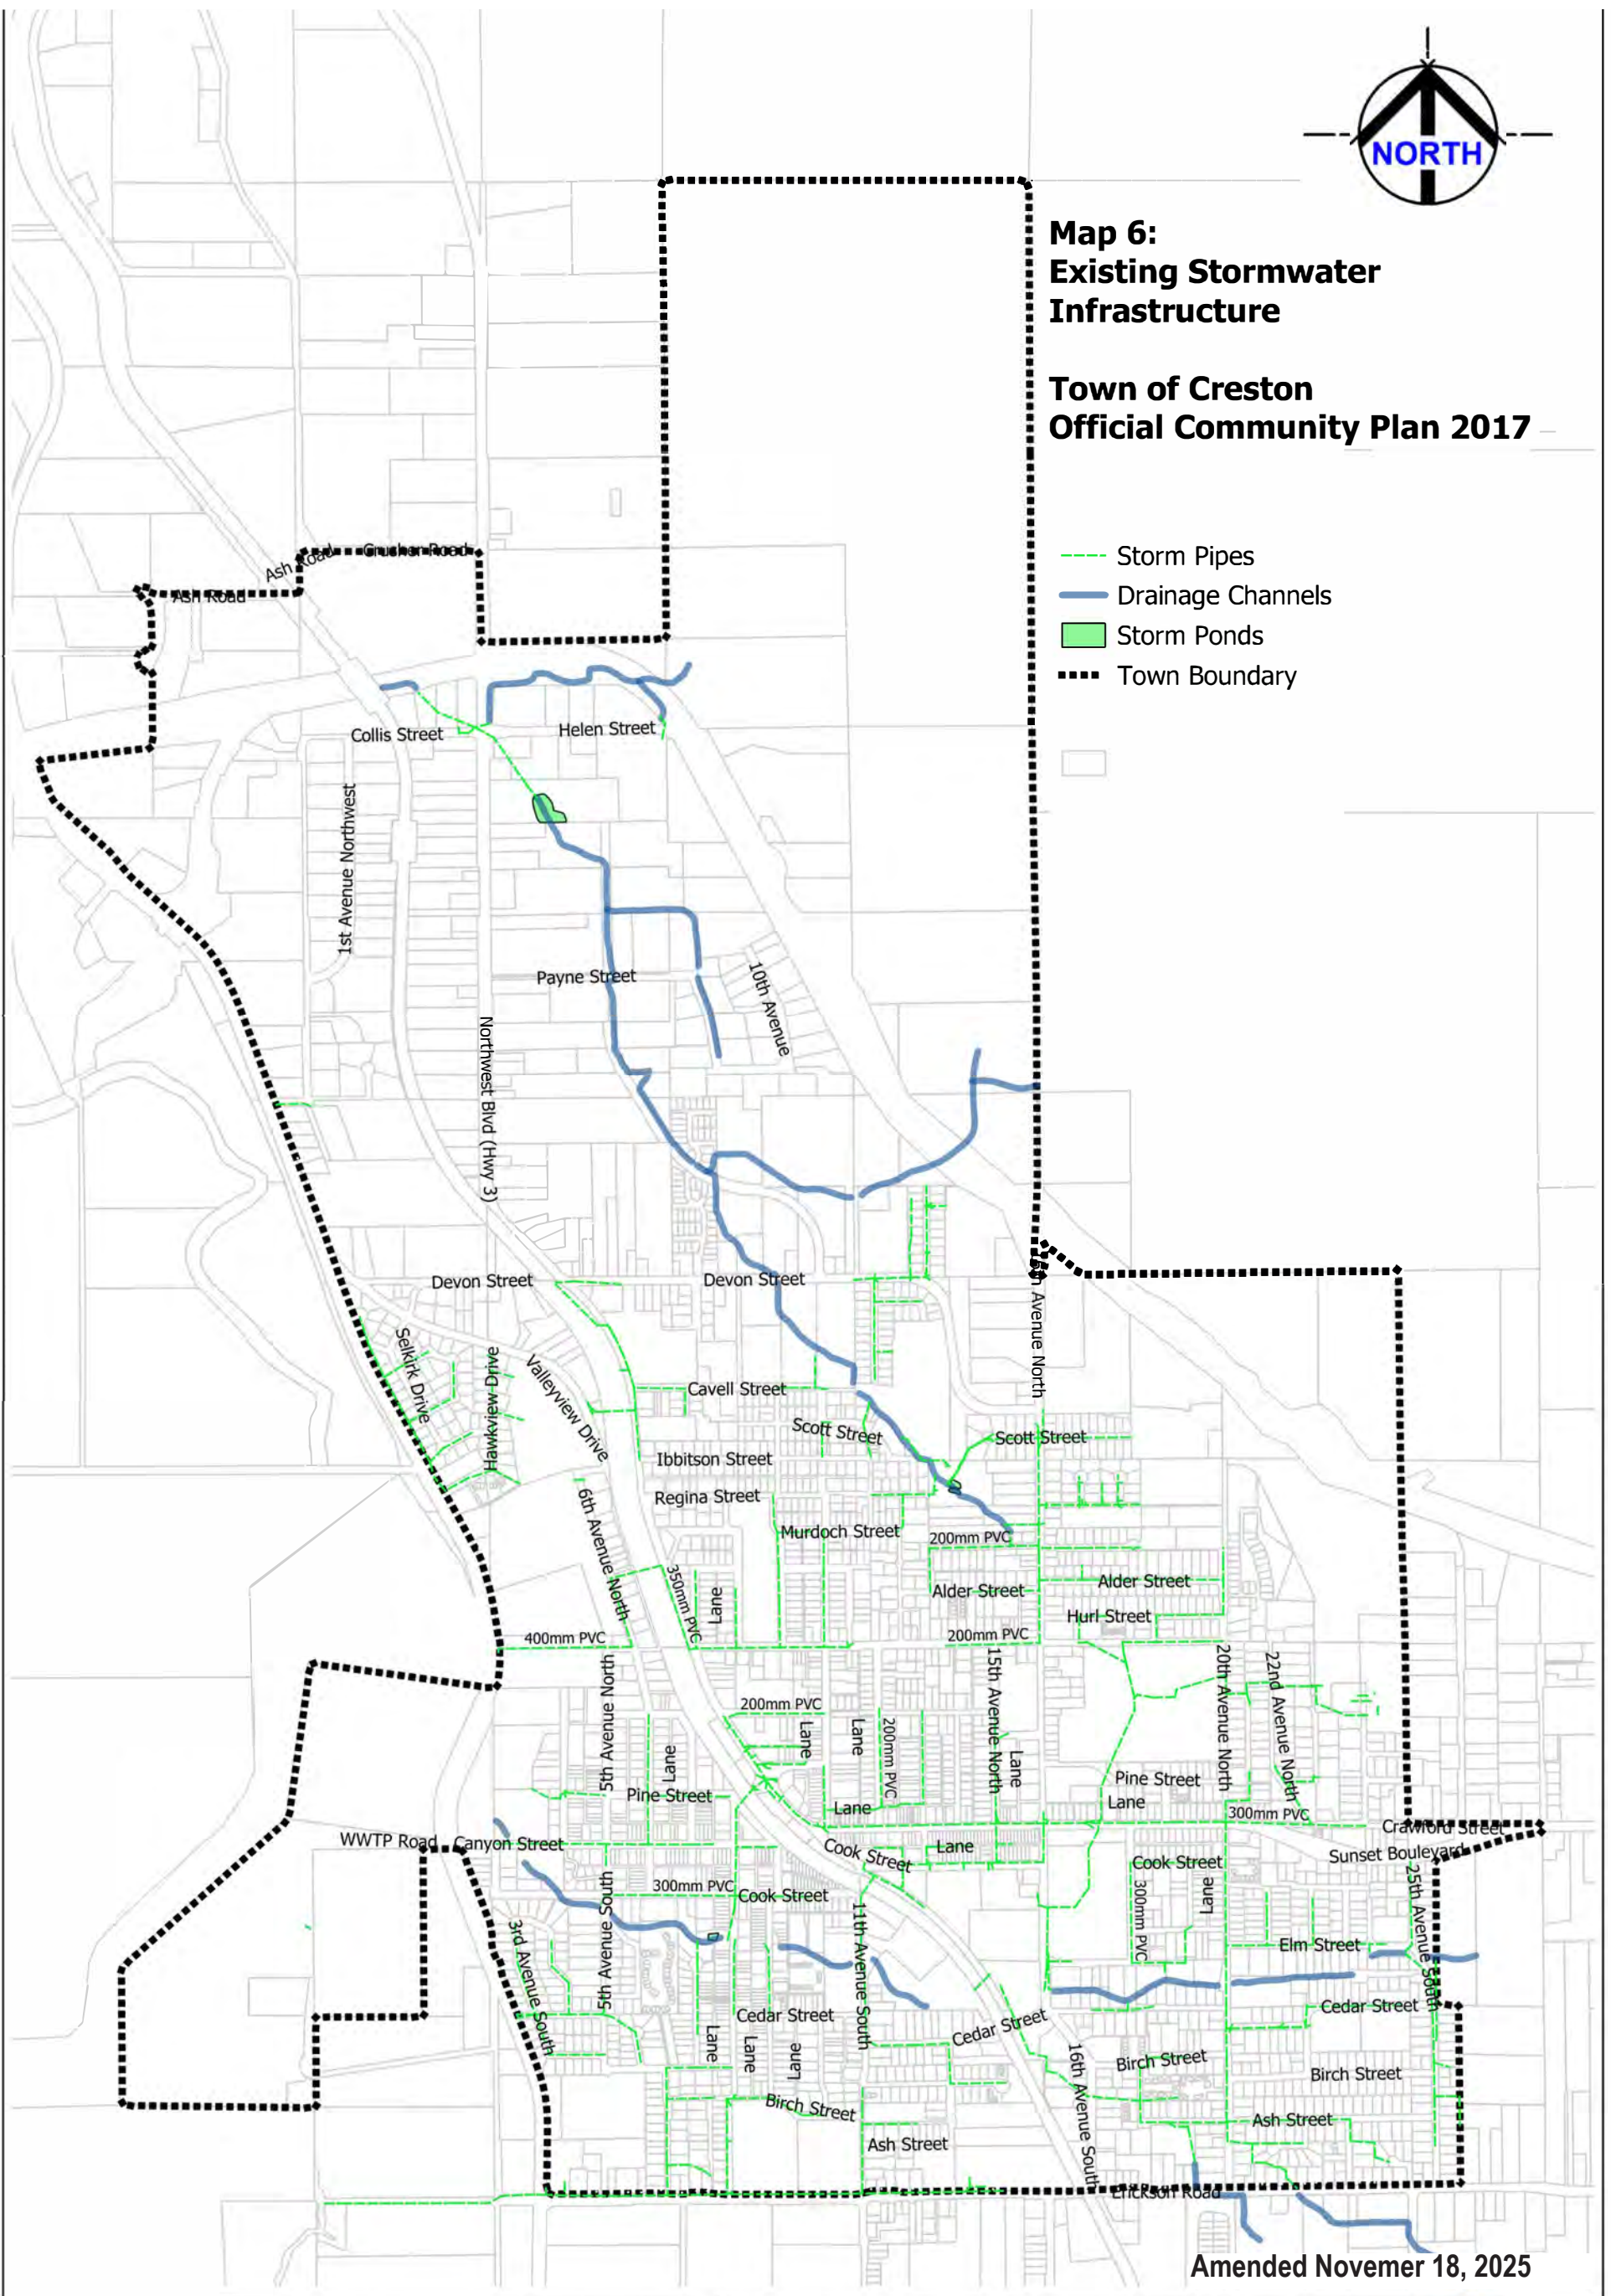 NORTH
Map 6:
Existing Stormwater
Infrastructure
Town of Creston
Official Community Plan 2017
Storm Pipes
Drainage Channels
Storm Ponds
Town Boundary
Ash Road
Crusher Road
Ash Road
Collis Street
Helen Street
1st Avenue Northwest
Payne Street
10th Avenue
Northwest Blvd (Hwy 3)
Devon Street
Devon Street
Avenue North
Selkirk Drive
Hawkview Drive
Valleyview Drive
Cavell Street
Scott Street
Scott Street
Ibbitson Street
Regina Street
6th Avenue North
Murdoch Street
200mm PVC
350mm PVC
Lane
Alder Street
Alder Street
Hurl Street
400mm PVC
200mm PVC
5th Avenue North
15th Avenue North
20th Avenue North
22nd Avenue North
200mm PVC
Lane
Lane
Lane
200mm PVC
Lane
Pine Street
Pine Street
Lane
Lane
300mm PVC
Crawford Street
WWTP Road
Canyon Street
Cook Street
Lane
Sunset Boulevard
Cook Street
300mm PVC
Cook Street
300mm PVC
Lane
25th Avenue South
5th Avenue South
3rd Avenue South
11th Avenue South
Elm Street
Cedar Street
Cedar Street
Cedar Street
Lane
Lane
Lane
16th Avenue South
Birch Street
Birch Street
Birch Street
Ash Street
Ash Street
Erickson Road
Amended Novemer 18, 2025